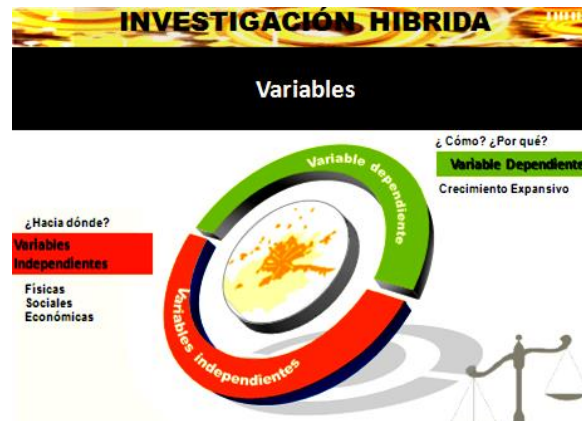 INVESTIGACIÓN HIBRIDA
Variables
¿ Cómo? ¿Por qué?
Variable Dependiente
Crecimiento Expansivo
Variable dependiente
¿Hacia dónde?
Variables
Independientes
Físicas
Sociales
Económicas
Variables independientes